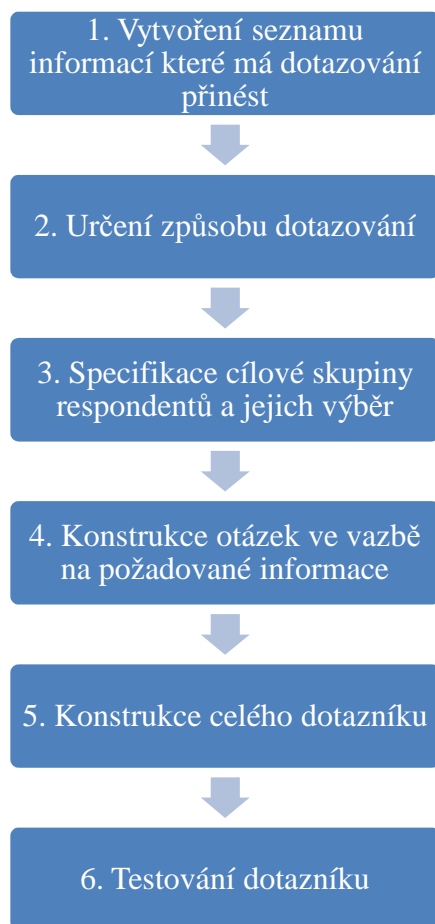 1. Vytvoření seznamu
informací které má dotazování
přinést
2. Určení způsobu dotazování
3. Specifikace cílové skupiny
respondentů a jejich výběr
4. Konstrukce otázek ve vazbě
na požadované informace
5. Konstrukce celého dotazníku
6. Testování dotazníku